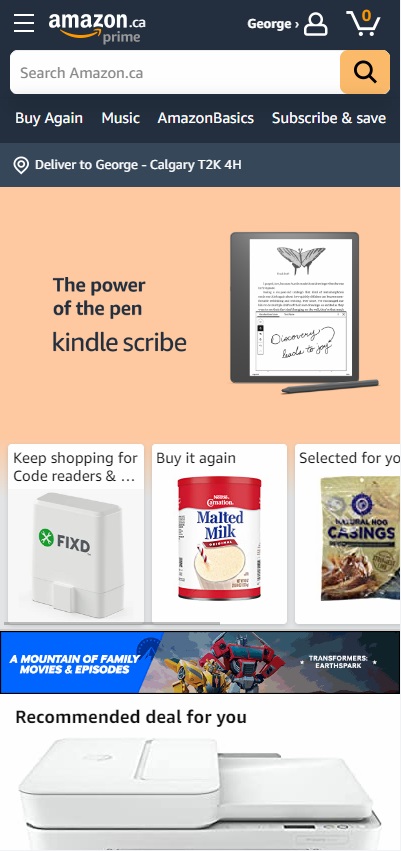 amazon.ca
prime
George ›
0
Search Amazon.ca
Buy Again Music AmazonBasics Subscribe & save
Deliver to George - Calgary T2K 4H
The power
of the pen
kindle scribe
Discovery
leads to joy
Keep shopping for
Code readers & ...
FIXD
Buy it again
Nestlé
Carnation.
Malted
Milk
ORIGINAL
Selected for yo
NATURAL HOG
CASINGS
A MOUNTAIN OF FAMILY
MOVIES & EPISODES
TRANSFORMERS:
EARTHSPARK
Recommended deal for you
hp